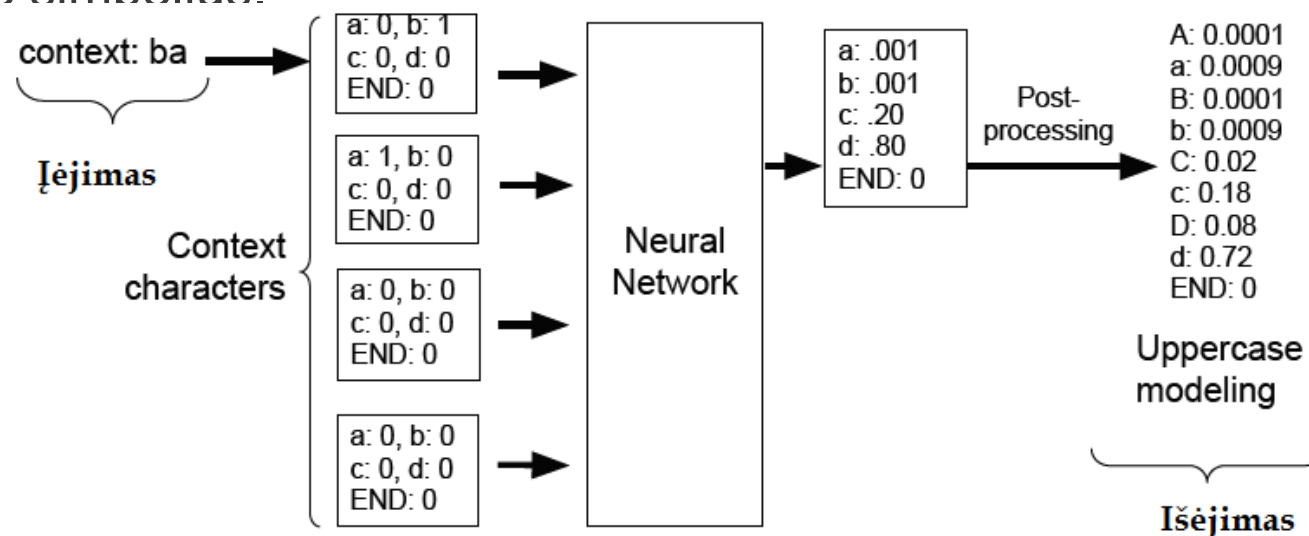 context: ba
Įėjimas
Context
characters
a: 0, b: 1
c: 0, d: 0
END: 0
a: 1, b: 0
c: 0, d: 0
END: 0
a: 0, b: 0
c: 0, d: 0
END: 0
a: 0, b: 0
c: 0, d: 0
END: 0
Neural
Network
a: .001
b: .001
c: .20
d: .80
END: 0
Post-
processing
A: 0.0001
a: 0.0009
B: 0.0001
b: 0.0009
C: 0.02
c: 0.18
D: 0.08
d: 0.72
END: 0
Uppercase
modeling
Išėjimas